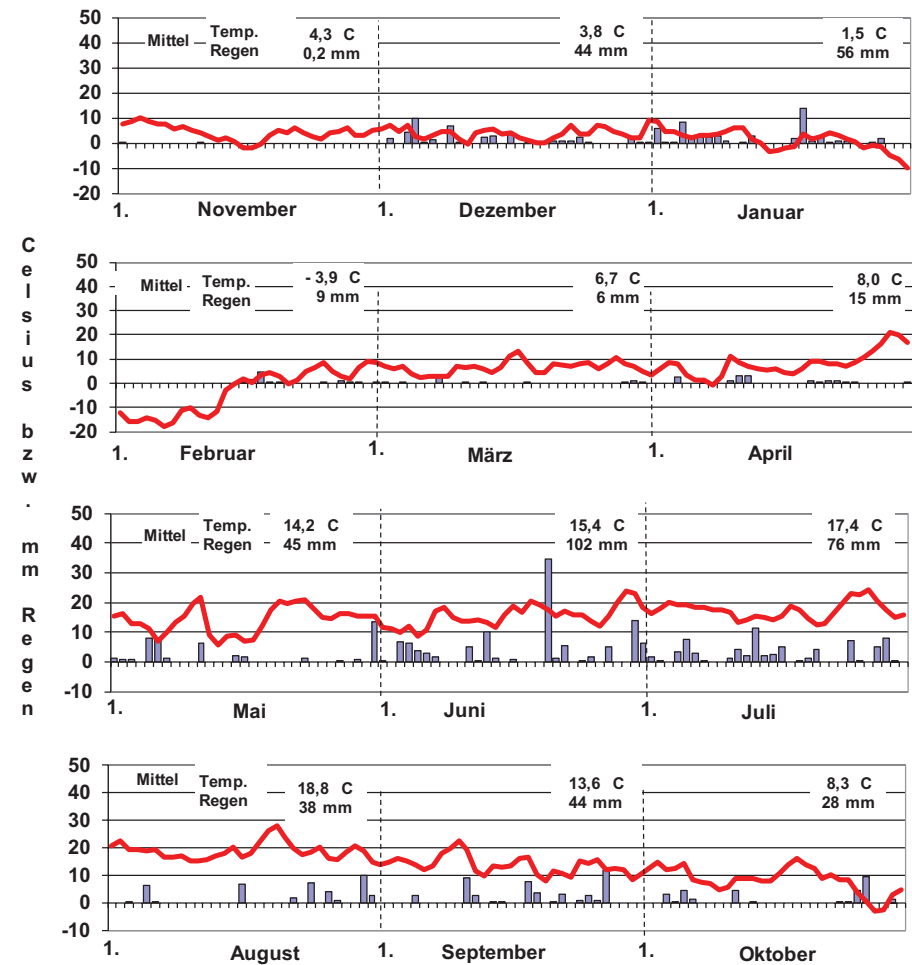 50
40
30
20
10
0
-10
-20
Mittel Temp. 4,3 C 3,8 C 1,5 C
Regen 0,2 mm 44 mm 56 mm
1. November 1. Dezember 1. Januar
Celsius bzw. mm Regen
50
40
30
20
10
0
-10
-20
Mittel Temp. - 3,9 C 6,7 C 8,0 C
Regen 9 mm 6 mm 15 mm
1. Februar 1. März 1. April
50
40
30
20
10
0
-10
Mittel Temp. 14,2 C 15,4 C 17,4 C
Regen 45 mm 102 mm 76 mm
1. Mai 1. Juni 1. Juli
50
40
30
20
10
0
-10
Mittel Temp. 18,8 C 13,6 C 8,3 C
Regen 38 mm 44 mm 28 mm
1. August 1. September 1. Oktober